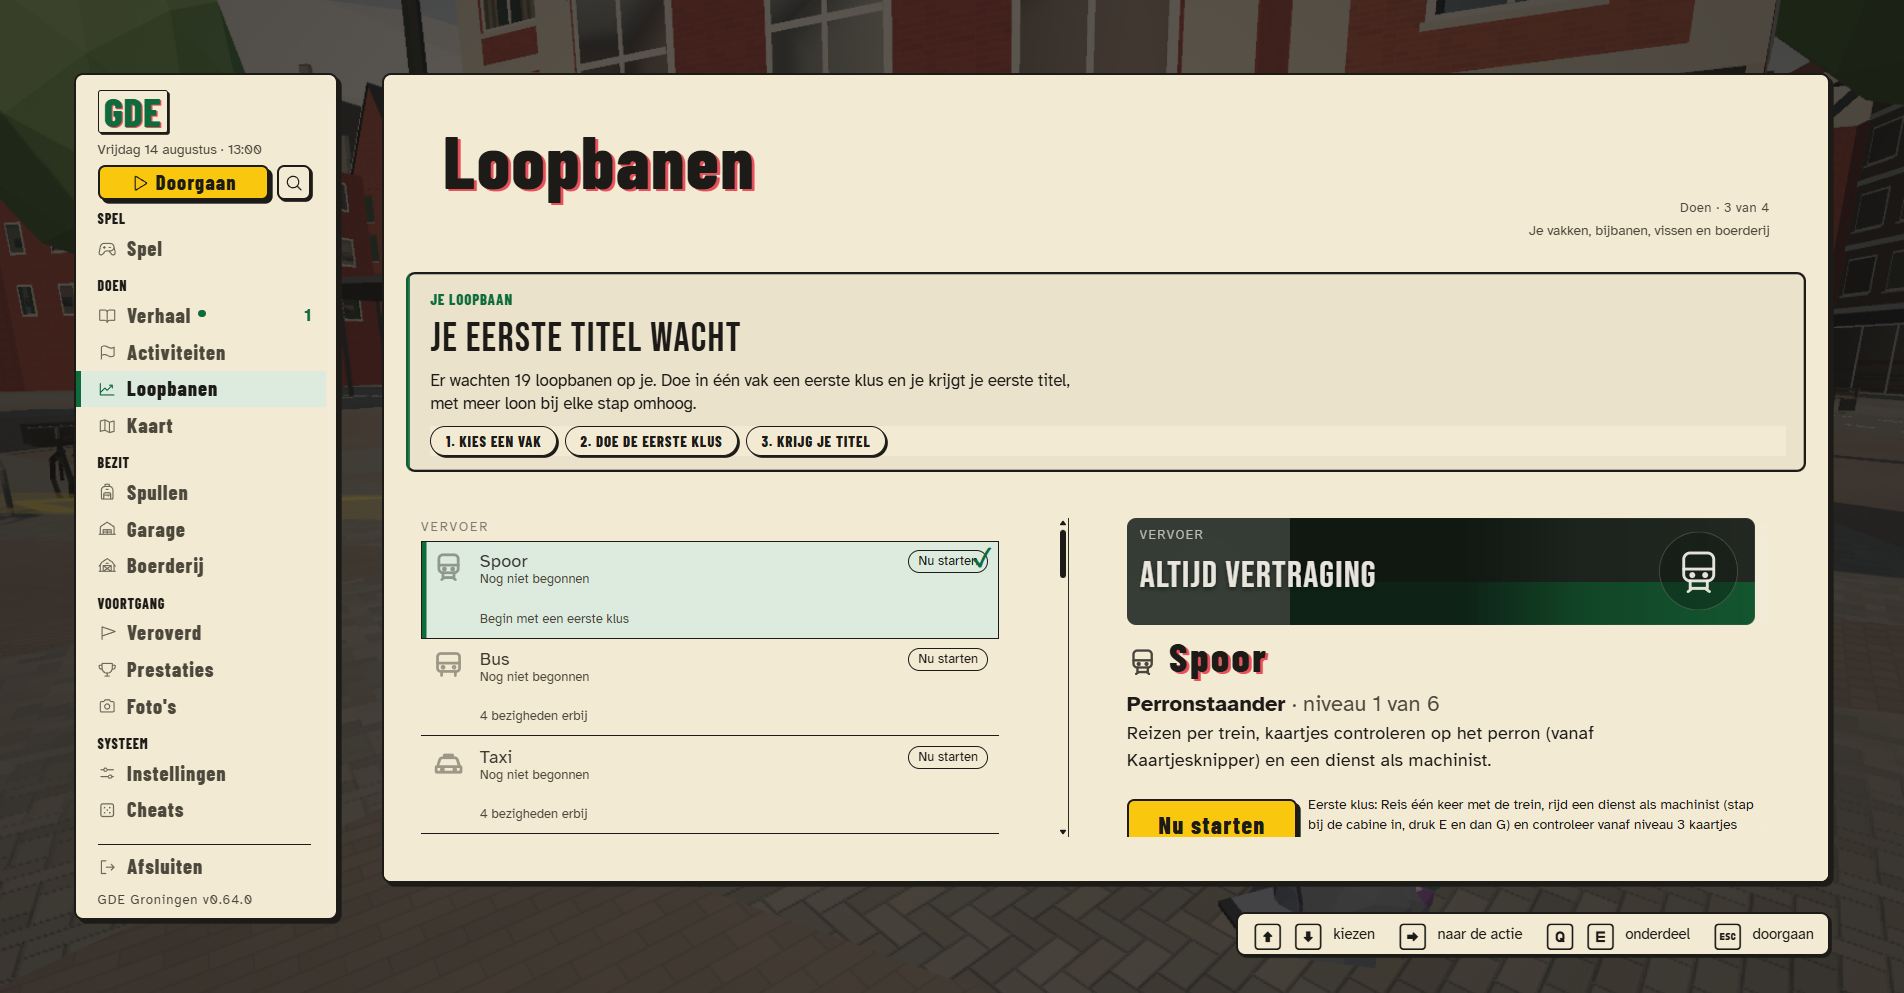 GDE
Vrijdag 14 augustus · 13:00
Doorgaan
SPEL
Spel
DOEN
Verhaal
1
Activiteiten
Loopbanen
Kaart
BEZIT
Spullen
Garage
Boerderij
VOORTGANG
Veroverd
Prestaties
Foto's
SYSTEEM
Instellingen
Cheats
Afsluiten
GDE Groningen v0.64.0
Loopbanen
Doen · 3 van 4
Je vakken, bijbanen, vissen en boerderij
JE LOOPBAAN
JE EERSTE TITEL WACHT
Er wachten 19 loopbanen op je. Doe in één vak een eerste klus en je krijgt je eerste titel,
met meer loon bij elke stap omhoog.
1. KIES EEN VAK
2. DOE DE EERSTE KLUS
3. KRIJG JE TITEL
VERVOER
Spoor
Nu starten
Nog niet begonnen
Begin met een eerste klus
Bus
Nu starten
Nog niet begonnen
4 bezigheden erbij
Taxi
Nu starten
Nog niet begonnen
4 bezigheden erbij
VERVOER
ALTIJD VERTRAGING
Spoor
Perronstaander · niveau 1 van 6
Reizen per trein, kaartjes controleren op het perron (vanaf
Kaartjesknipper) en een dienst als machinist.
Nu starten
Eerste klus: Reis één keer met de trein, rijd een dienst als machinist (stap
bij de cabine in, druk E en dan G) en controleer vanaf niveau 3 kaartjes
kiezen
naar de actie
Q
E
onderdeel
ESC
doorgaan